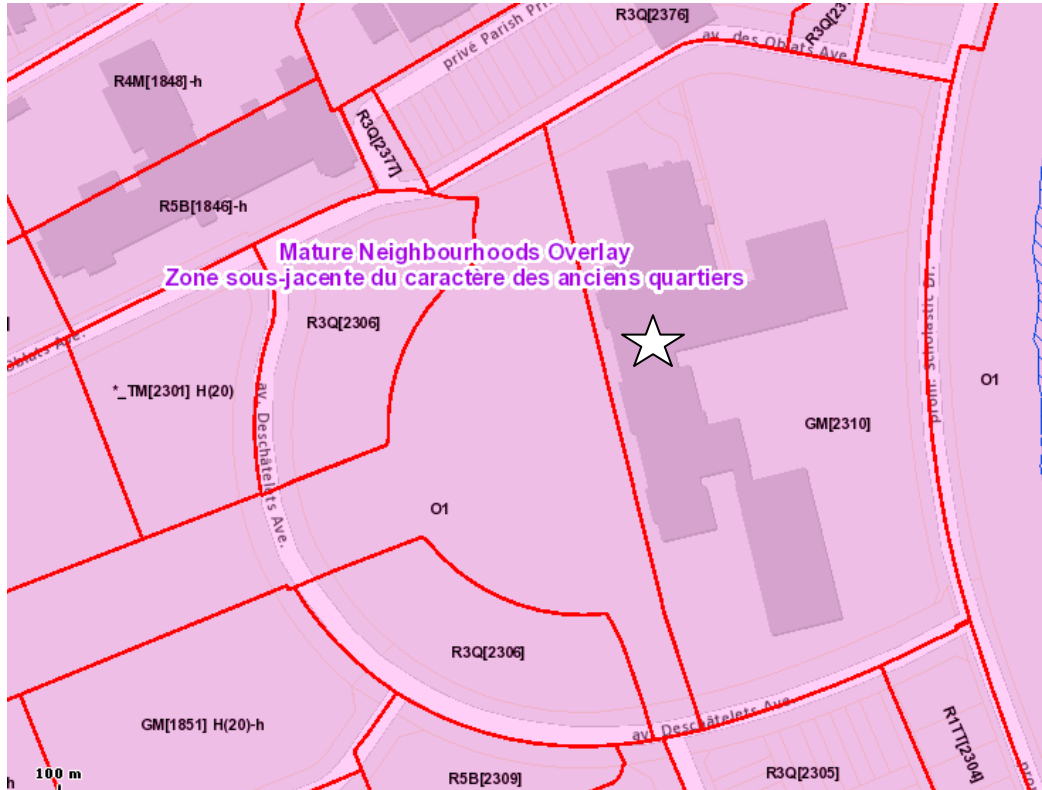 R3Q[2376]
R3Q[23
av. des Oblats Ave.
privé Parish Pri
R4M[1848]-h
R3Q[2377]
R5B[1846]-h
Mature Neighbourhoods Overlay
Zone sous-jacente du caractère des anciens quartiers
R3Q[2306]
prom. Scholastic Dr.
]
Oblats Ave.
*_TM[2301] H(20)
av. Deschâtelets Ave.
O1
GM[2310]
O1
R3Q[2306]
GM[1851] H(20)-h
av. Deschâtelets Ave.
R1TT[2304]
100 m
h
R5B[2309]
R3Q[2305]
pro